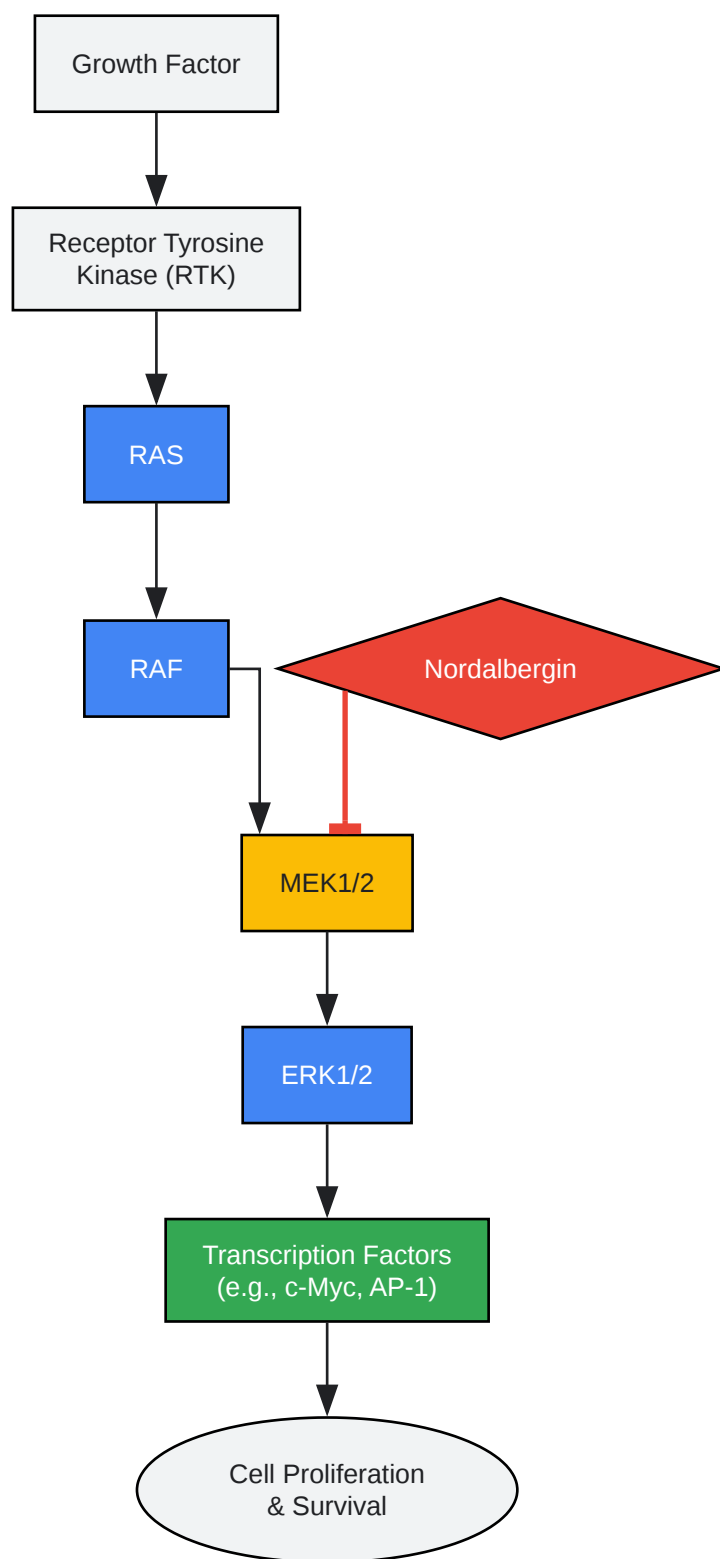 Growth Factor
Receptor Tyrosine
Kinase (RTK)
RAS
RAF
Nordalbergin
MEK1/2
ERK1/2
Transcription Factors
(e.g., c-Myc, AP-1)
Cell Proliferation
& Survival